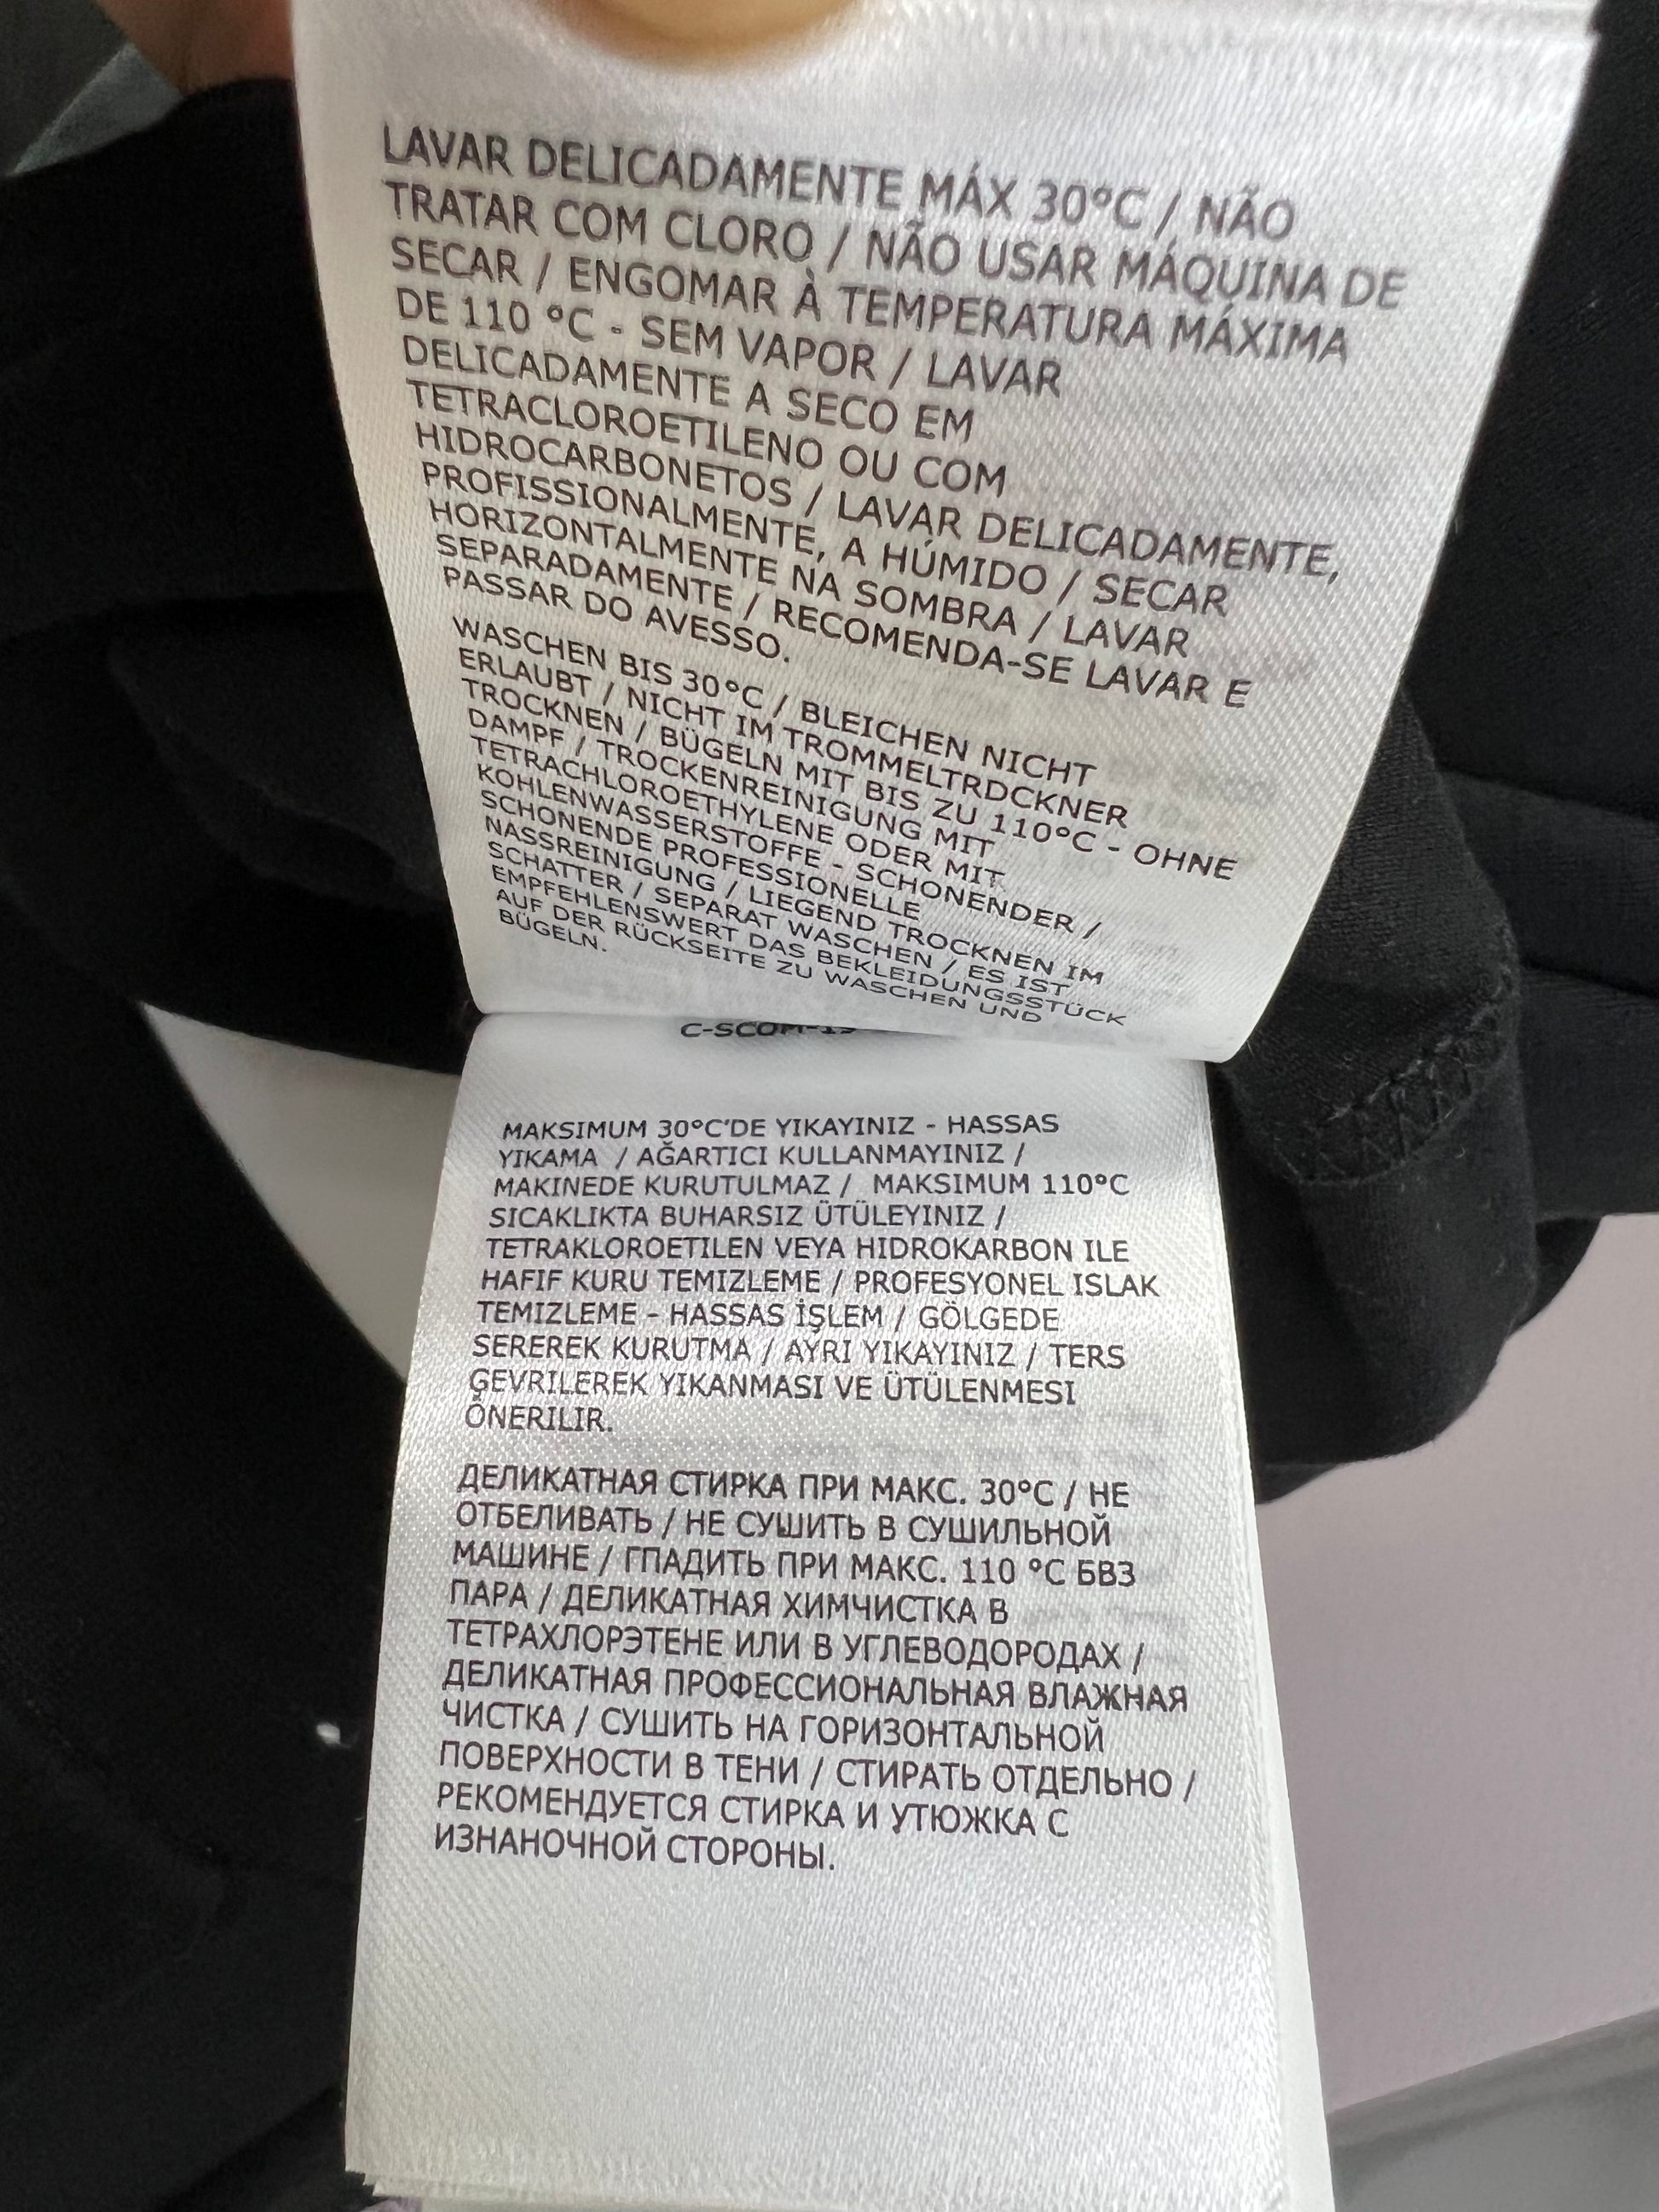 LAVAR DELICADAMENTE MÁX 30°C / NÃO
TRATAR COM CLORO / NÃO USAR MÁQUINA DE
SECAR / ENGOMAR À TEMPERATURA MÁXIMA
DE 110 °C - SEM VAPOR / LAVAR
DELICADAMENTE A SECO EM
TETRACLOROETILENO OU COM
HIDROCARBONETOS / LAVAR DELICADAMENTE,
PROFISSIONALMENTE, A HÚMIDO / SECAR
HORIZONTALMENTE NA SOMBRA / LAVAR
SEPARADAMENTE / RECOMENDA-SE LAVAR E
PASSAR DO AVESSO.
WASCHEN BIS 30°C / BLEICHEN NICHT
ERLAUBT / NICHT IM TROMMELTRDCKNER
TROCKNEN / BÜGELN MIT BIS ZU 110°C - OHNE
DAMPF / TROCKENREINIGUNG MIT
TETRACHLOROETHYLENE ODER MIT
KOHLENWASSERSTOFFE - SCHONENDER /
SCHONENDE PROFESSIONELLE
NASSREINIGUNG / LIEGEND TROCKNEN IM
SCHATTER / SEPARAT WASCHEN / ES IST
EMPFEHLENSWERT DAS BEKLEIDUNGSSTÜCK
AUF DER RÜCKSEITE ZU WASCHEN UND
BÜGELN.
MAKSIMUM 30°C'DE YIKAYINIZ - HASSAS
YIKAMA / AĞARTICI KULLANMAYINIZ /
MAKINEDE KURUTULMAZ / MAKSIMUM 110°C
SICAKLIKTA BUHARSIZ ÜTÜLEYINIZ /
TETRAKLOROETILEN VEYA HIDROKARBON ILE
HAFIF KURU TEMIZLEME / PROFESYONEL ISLAK
TEMIZLEME - HASSAS İŞLEM / GÖLGEDE
SEREREK KURUTMA / AYRI YIKAYINIZ / TERS
ÇEVRILEREK YIKANMASI VE ÜTÜLENMESI
ÖNERILIR.
ДЕЛИКАТНАЯ СТИРКА ПРИ МАКС. 30°C / НЕ
ОТБЕЛИВАТЬ / НЕ СУШИТЬ В СУШИЛЬНОЙ
МАШИНЕ / ГПАДИТЬ ПРИ МАКС. 110 °C БВЗ
ПАРА / ДЕЛИКАТНАЯ ХИМЧИСТКА В
ТЕТРАХЛОРЭТЕНЕ ИЛИ В УГЛЕВОДОРОДАХ /
ДЕЛИКАТНАЯ ПРОФЕССИОНАЛЬНАЯ ВЛАЖНАЯ
ЧИСТКА / СУШИТЬ НА ГОРИЗОНТАЛЬНОЙ
ПОВЕРХНОСТИ В ТЕНИ / СТИРАТЬ ОТДЕЛЬНО /
РЕКОМЕНДУЕТСЯ СТИРКА И УТЮЖКА С
ИЗНАНОЧНОЙ СТОРОНЫ.